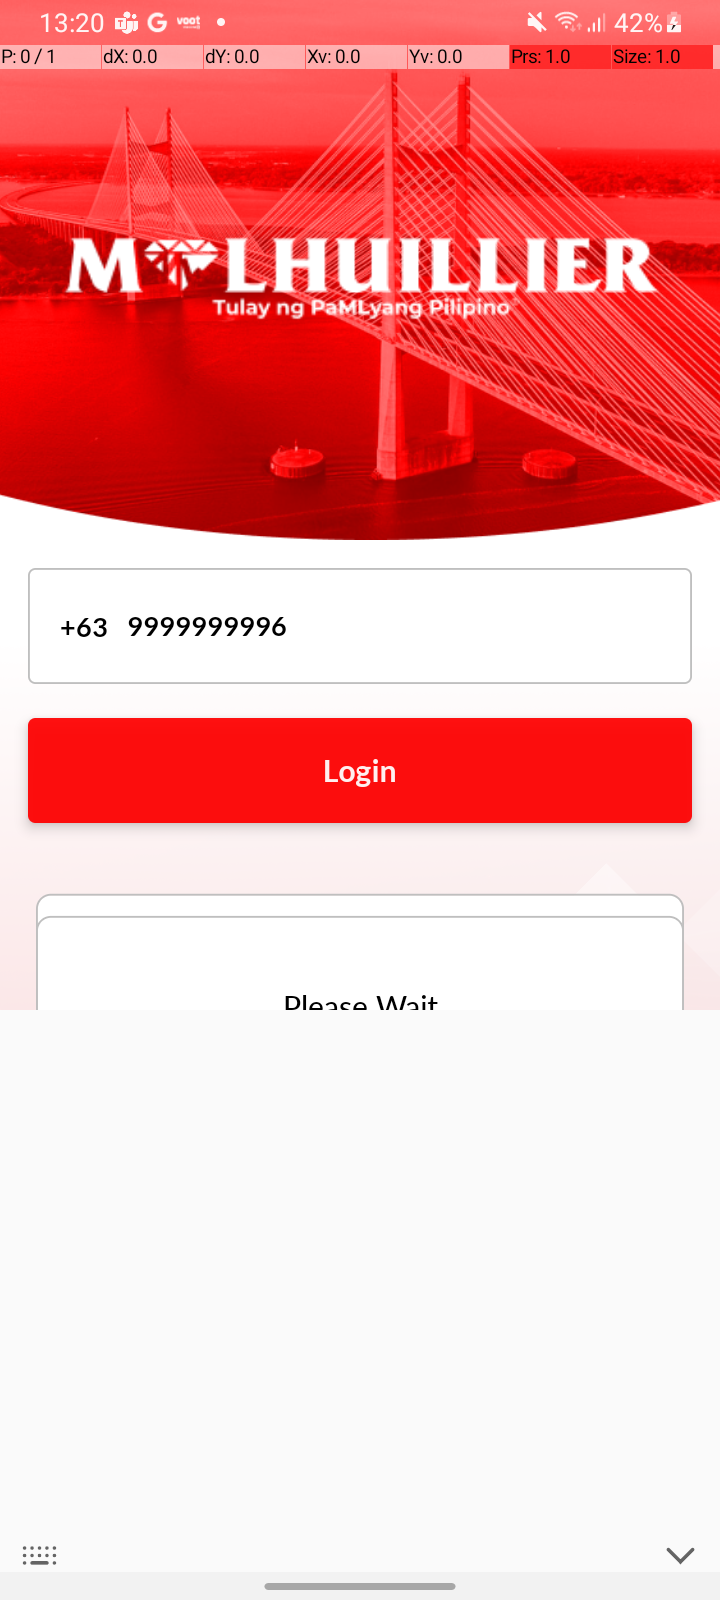 13:20 voot 42%
P: 0 / 1 dX: 0.0 dY: 0.0 Xv: 0.0 Yv: 0.0 Prs: 1.0 Size: 1.0
M LHUILLIER
Tulay ng PaMLyang Pilipino
+63 9999999996
Login
Please Wait